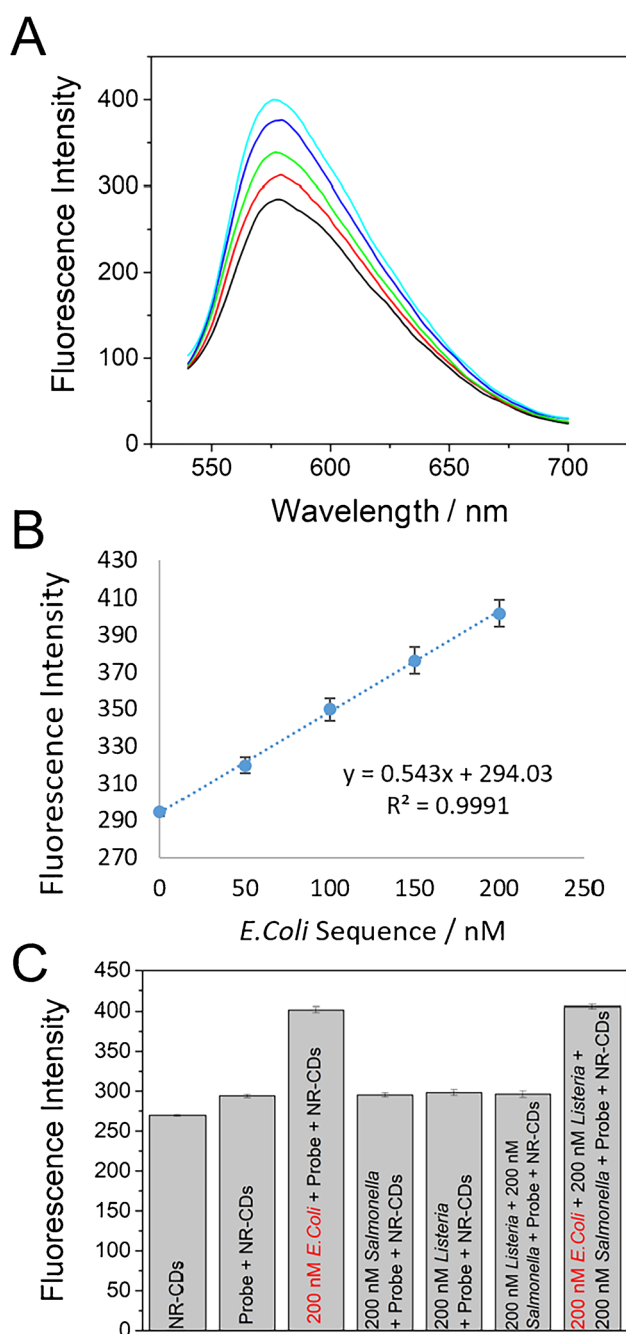 A
Fluorescence Intensity
400
300
200
100
0
550
600
650
700
Wavelength / nm
B
Fluorescence Intensity
430
410
390
370
350
330
310
290
270
y = 0.543x + 294.03
R² = 0.9991
0
50
100
150
200
250
E.Coli Sequence / nM
C
Fluorescence Intensity
450
400
350
300
250
200
150
100
50
0
NR-CDs
Probe + NR-CDs
200 nM E.Coli + Probe + NR-CDs
200 nM Salmonella
+ Probe + NR-CDs
200 nM Listeria
+ Probe + NR-CDs
200 nM Listeria + 200 nM
Salmonella + Probe + NR-CDs
200 nM E.Coli + 200 nM Listeria +
200 nM Salmonella + Probe + NR-CDs